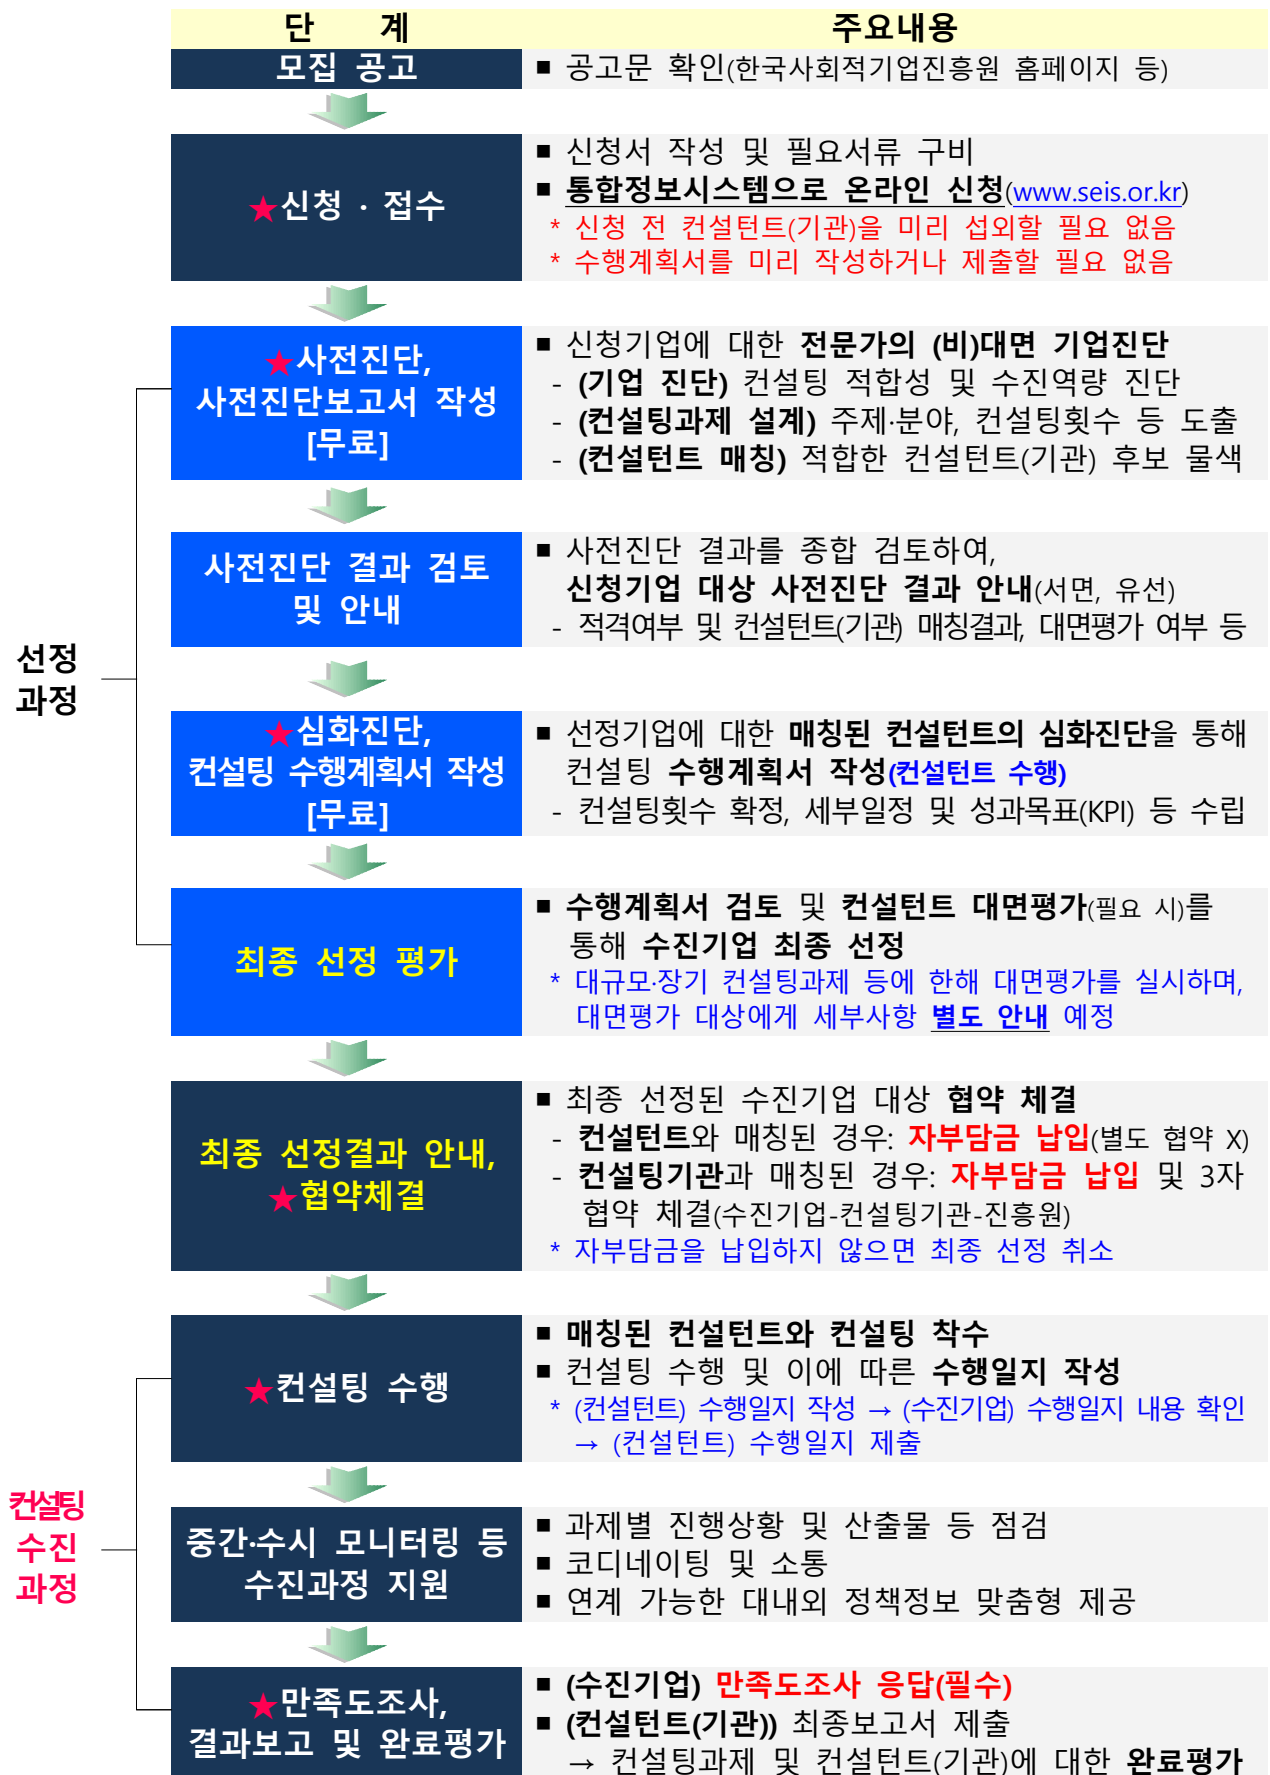 단 계 주요내용
모집 공고
■ 공고문 확인(한국사회적기업진흥원 홈페이지 등)
★신청 · 접수
■ 신청서 작성 및 필요서류 구비
■ 통합정보시스템으로 온라인 신청(www.seis.or.kr)
* 신청 전 컨설턴트(기관)을 미리 섭외할 필요 없음
* 수행계획서를 미리 작성하거나 제출할 필요 없음
선정
과정
★사전진단,
사전진단보고서 작성
[무료]
■ 신청기업에 대한 전문가의 (비)대면 기업진단
- (기업 진단) 컨설팅 적합성 및 수진역량 진단
- (컨설팅과제 설계) 주제·분야, 컨설팅횟수 등 도출
- (컨설턴트 매칭) 적합한 컨설턴트(기관) 후보 물색
사전진단 결과 검토
및 안내
■ 사전진단 결과를 종합 검토하여,
신청기업 대상 사전진단 결과 안내(서면, 유선)
- 적격여부 및 컨설턴트(기관) 매칭결과, 대면평가 여부 등
★심화진단,
컨설팅 수행계획서 작성
[무료]
■ 선정기업에 대한 매칭된 컨설턴트의 심화진단을 통해
컨설팅 수행계획서 작성(컨설턴트 수행)
- 컨설팅횟수 확정, 세부일정 및 성과목표(KPI) 등 수립
최종 선정 평가
■ 수행계획서 검토 및 컨설턴트 대면평가(필요 시)를
통해 수진기업 최종 선정
* 대규모·장기 컨설팅과제 등에 한해 대면평가를 실시하며,
대면평가 대상에게 세부사항 별도 안내 예정
최종 선정결과 안내,
★협약체결
■ 최종 선정된 수진기업 대상 협약 체결
- 컨설턴트와 매칭된 경우: 자부담금 납입(별도 협약 X)
- 컨설팅기관과 매칭된 경우: 자부담금 납입 및 3자
협약 체결(수진기업-컨설팅기관-진흥원)
* 자부담금을 납입하지 않으면 최종 선정 취소
컨설팅
수진
과정
★컨설팅 수행
■ 매칭된 컨설턴트와 컨설팅 착수
■ 컨설팅 수행 및 이에 따른 수행일지 작성
* (컨설턴트) 수행일지 작성 → (수진기업) 수행일지 내용 확인
→ (컨설턴트) 수행일지 제출
중간·수시 모니터링 등
수진과정 지원
■ 과제별 진행상황 및 산출물 등 점검
■ 코디네이팅 및 소통
■ 연계 가능한 대내외 정책정보 맞춤형 제공
★만족도조사,
결과보고 및 완료평가
■ (수진기업) 만족도조사 응답(필수)
■ (컨설턴트(기관)) 최종보고서 제출
→ 컨설팅과제 및 컨설턴트(기관)에 대한 완료평가